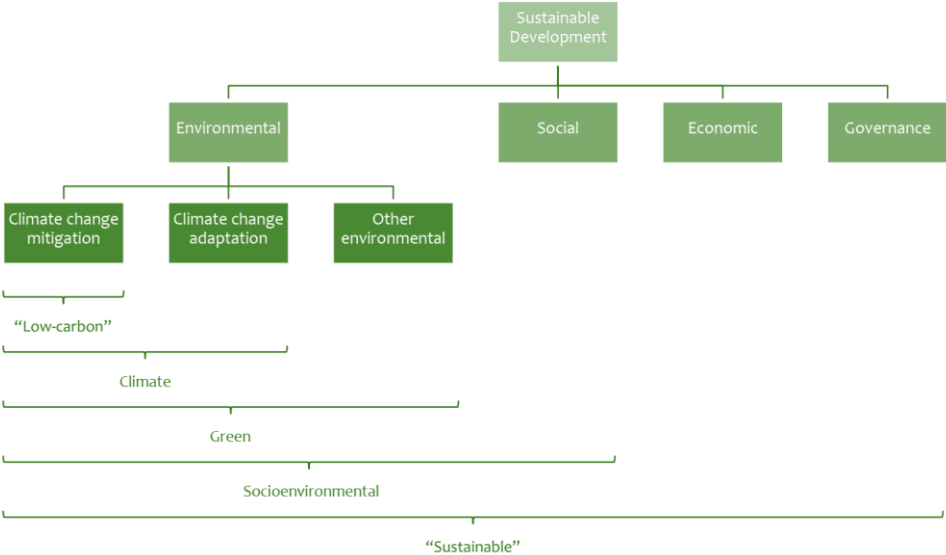 Sustainable
Development
Environmental
Social
Economic
Governance
Climate change
mitigation
Climate change
adaptation
Other
environmental
“Low-carbon”
Climate
Green
Socioenvironmental
“Sustainable”